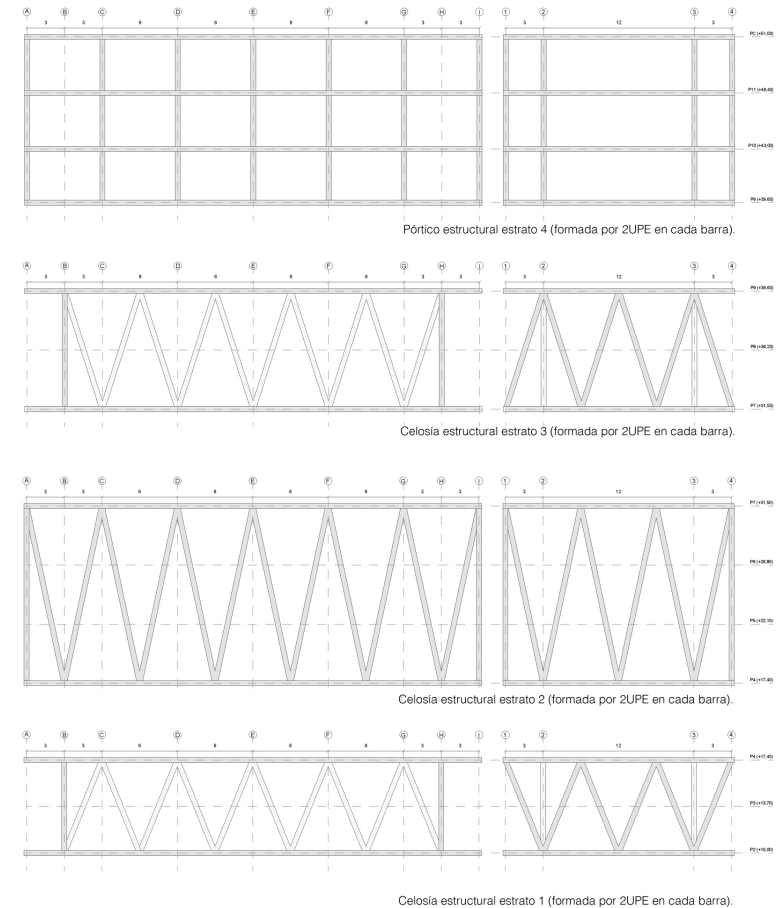 A B C D E F G H I 1 2 3 4
3 3 6 6 6 6 3 3 3 12 3
PC (+51,00)
P11 (+46,40)
P10 (+43,00)
P9 (+39,60)
Pórtico estructural estrato 4 (formada por 2UPE en cada barra).
A B C D E F G H I 1 2 3 4
3 3 6 6 6 6 3 3 3 12 3
P9 (+39,60)
P8 (+36,20)
P7 (+31,50)
Celosía estructural estrato 3 (formada por 2UPE en cada barra).
A B C D E F G H I 1 2 3 4
3 3 6 6 6 6 3 3 3 12 3
P7 (+31,50)
P6 (+26,80)
P5 (+22,10)
P4 (+17,40)
Celosía estructural estrato 2 (formada por 2UPE en cada barra).
A B C D E F G H I 1 2 3 4
3 3 6 6 6 6 3 3 3 12 3
P4 (+17,40)
P3 (+13,70)
P2 (+10,00)
Celosía estructural estrato 1 (formada por 2UPE en cada barra).